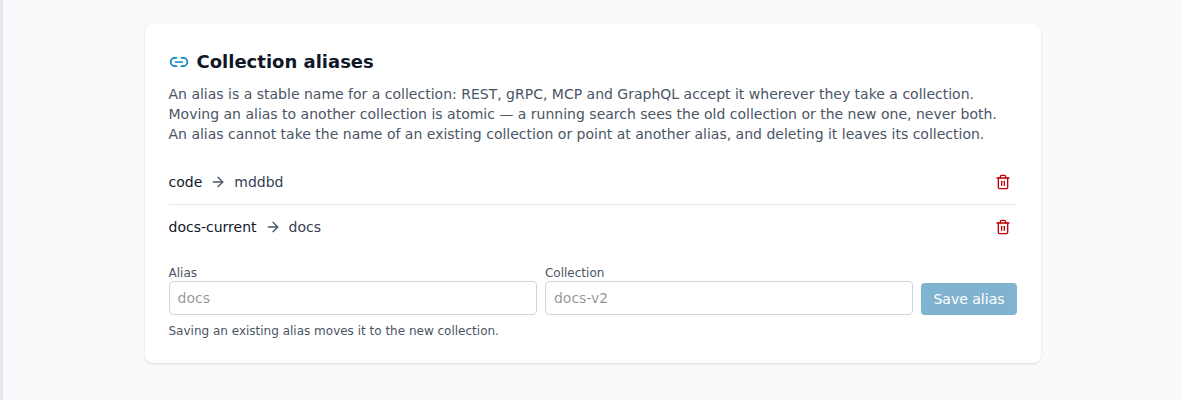 Collection aliases
An alias is a stable name for a collection: REST, gRPC, MCP and GraphQL accept it wherever they take a collection.
Moving an alias to another collection is atomic — a running search sees the old collection or the new one, never both.
An alias cannot take the name of an existing collection or point at another alias, and deleting it leaves its collection.
code → mddbd
docs-current → docs
Alias Collection
docs docs-v2 Save alias
Saving an existing alias moves it to the new collection.